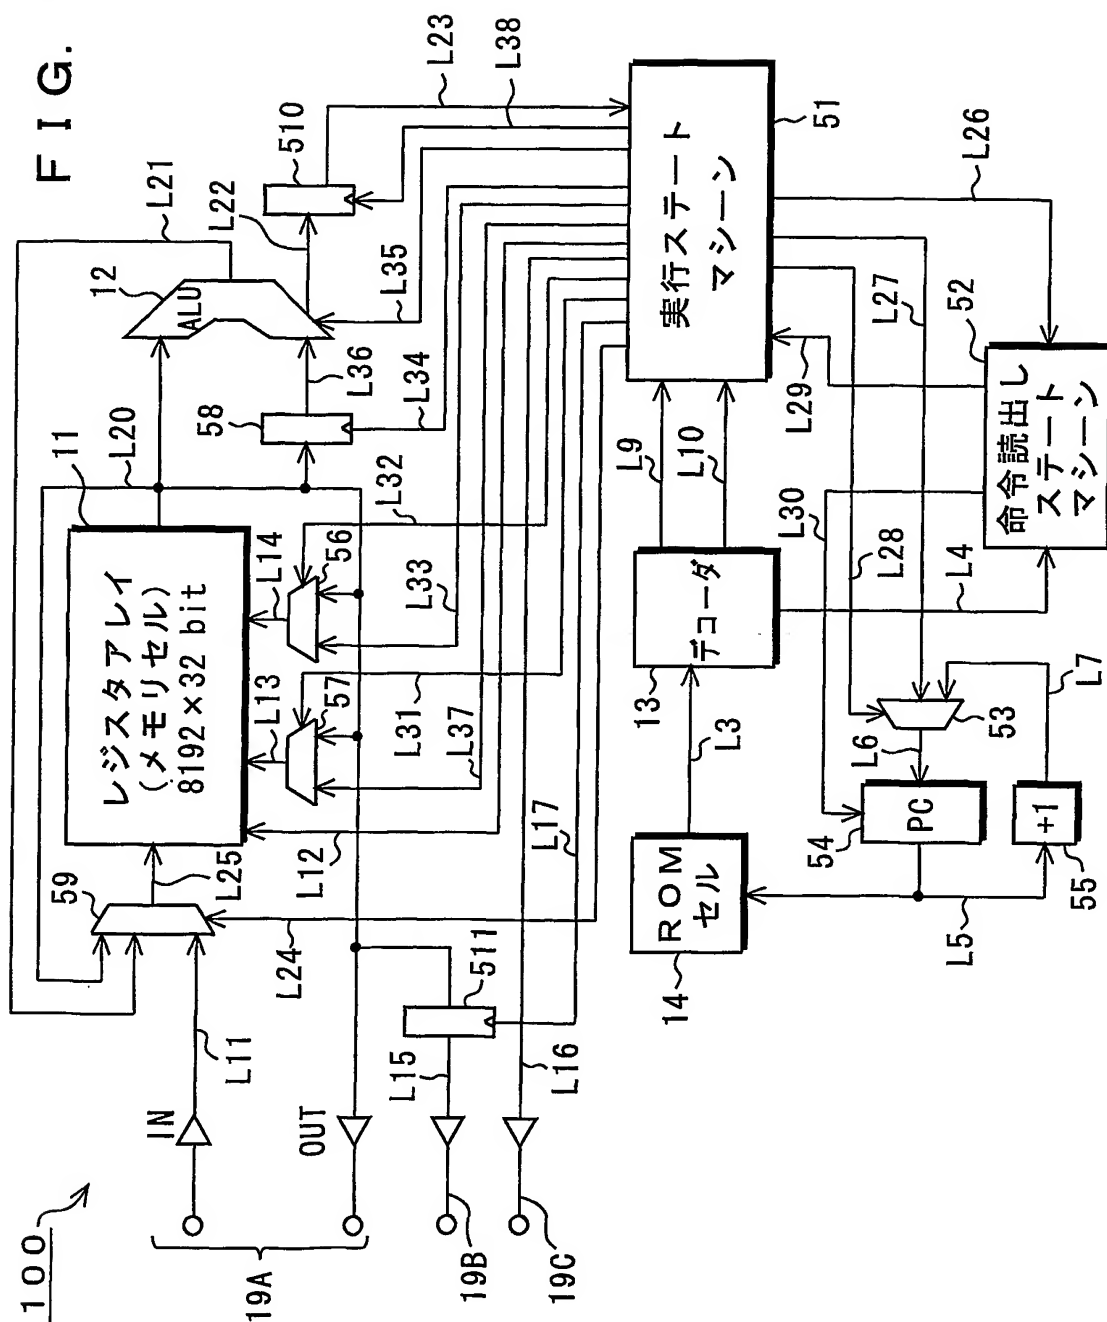 FIG.
100
19A
IN
OUT
19B
19C
L11
L15
L16
59
L25
L24
511
L12
L17
レジスタアレイ
(メモリセル)
8192×32 bit
11
L20
L13
L14
57
56
L31
L37
L32
L33
58
L36
L34
ALU
12
L21
L22
L35
510
L23
L38
実行ステート
マシーン
51
L9
L10
デコーダ
13
L3
ROM
セル
14
L4
L29
L30
L28
L27
L26
命令読出し
ステート
マシーン
52
53
L6
L7
PC
54
+1
55
L5